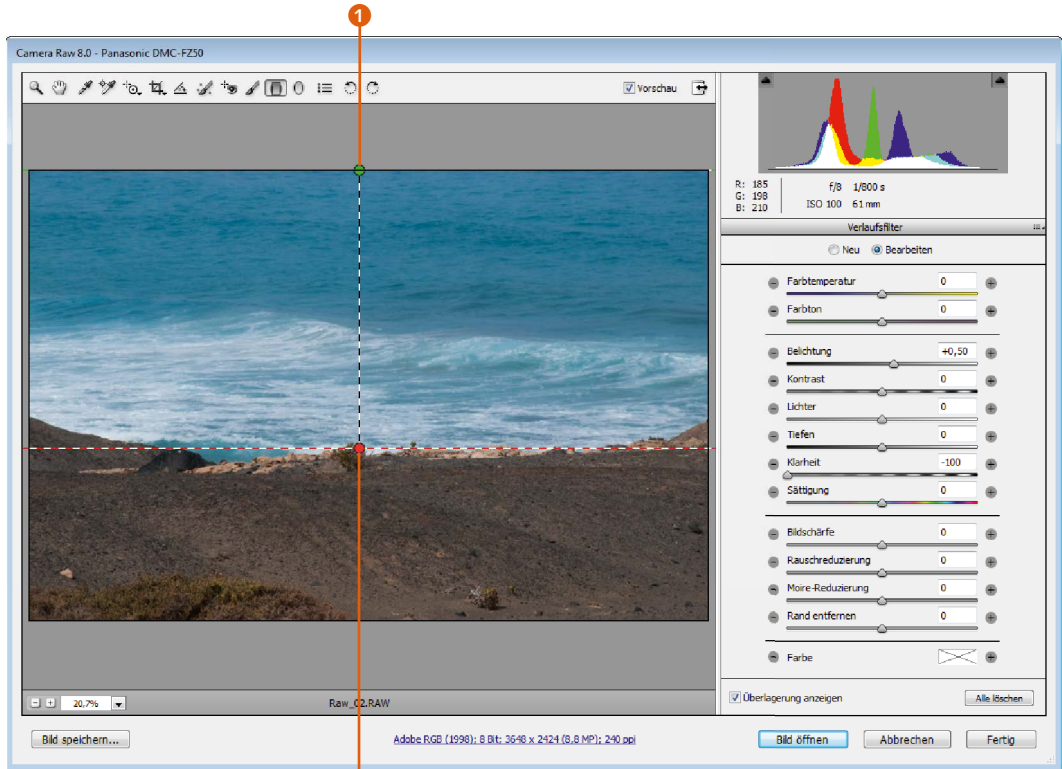 1
Camera Raw 8.0 - Panasonic DMC-FZ50
Vorschau
R: 185
G: 198
B: 210
f/8 1/800 s
ISO 100 61 mm
Verlaufsfilter
Neu Bearbeiten
Farbtemperatur 0
Farbton 0
Belichtung +0,50
Kontrast 0
Lichter 0
Tiefen 0
Klarheit -100
Sättigung 0
Bildschärfe 0
Rauschreduzierung 0
Moire-Reduzierung 0
Rand entfernen 0
Farbe
Überlagerung anzeigen Alle löschen
20,7% Raw_02.RAW
Bild speichern... Adobe RGB (1998); 8 Bit; 3648 x 2424 (8,8 MP); 240 ppi Bild öffnen Abbrechen Fertig